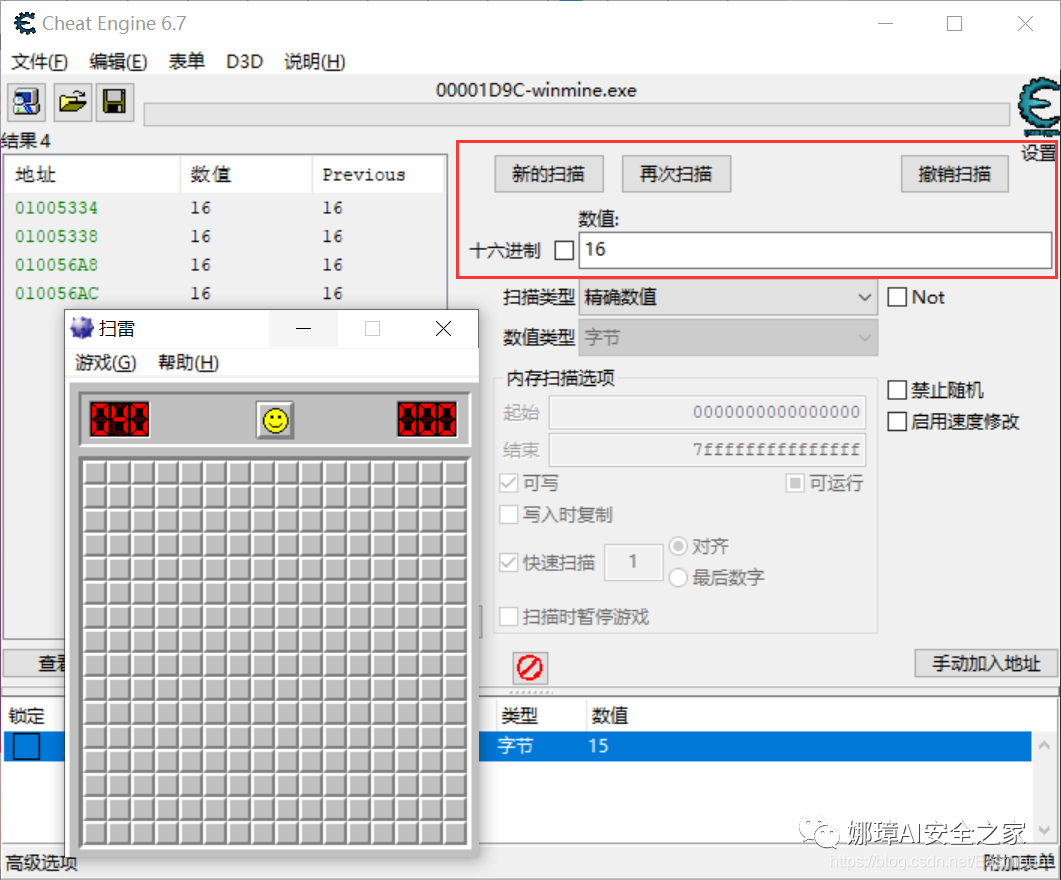 Cheat Engine 6.7
文件(F) 编辑(E) 表单 D3D 说明(H)
00001D9C-winmine.exe
结果 4
设置
地址 数值 Previous
01005334 16 16
01005338 16 16
010056A8 16 16
010056AC 16 16
新的扫描 再次扫描 撤销扫描
数值:
十六进制 16
扫描类型 精确数值 Not
数值类型 字节
内存扫描选项
起始 0000000000000000
结束 7fffffffffffffff
可写 可运行
写入时复制
快速扫描 1 对齐
最后数字
扫描时暂停游戏
禁止随机
启用速度修改
扫雷
游戏(G) 帮助(H)
手动加入地址
锁定 类型 数值
字节 15
娜璋AI安全之家
高级选项 附加表单